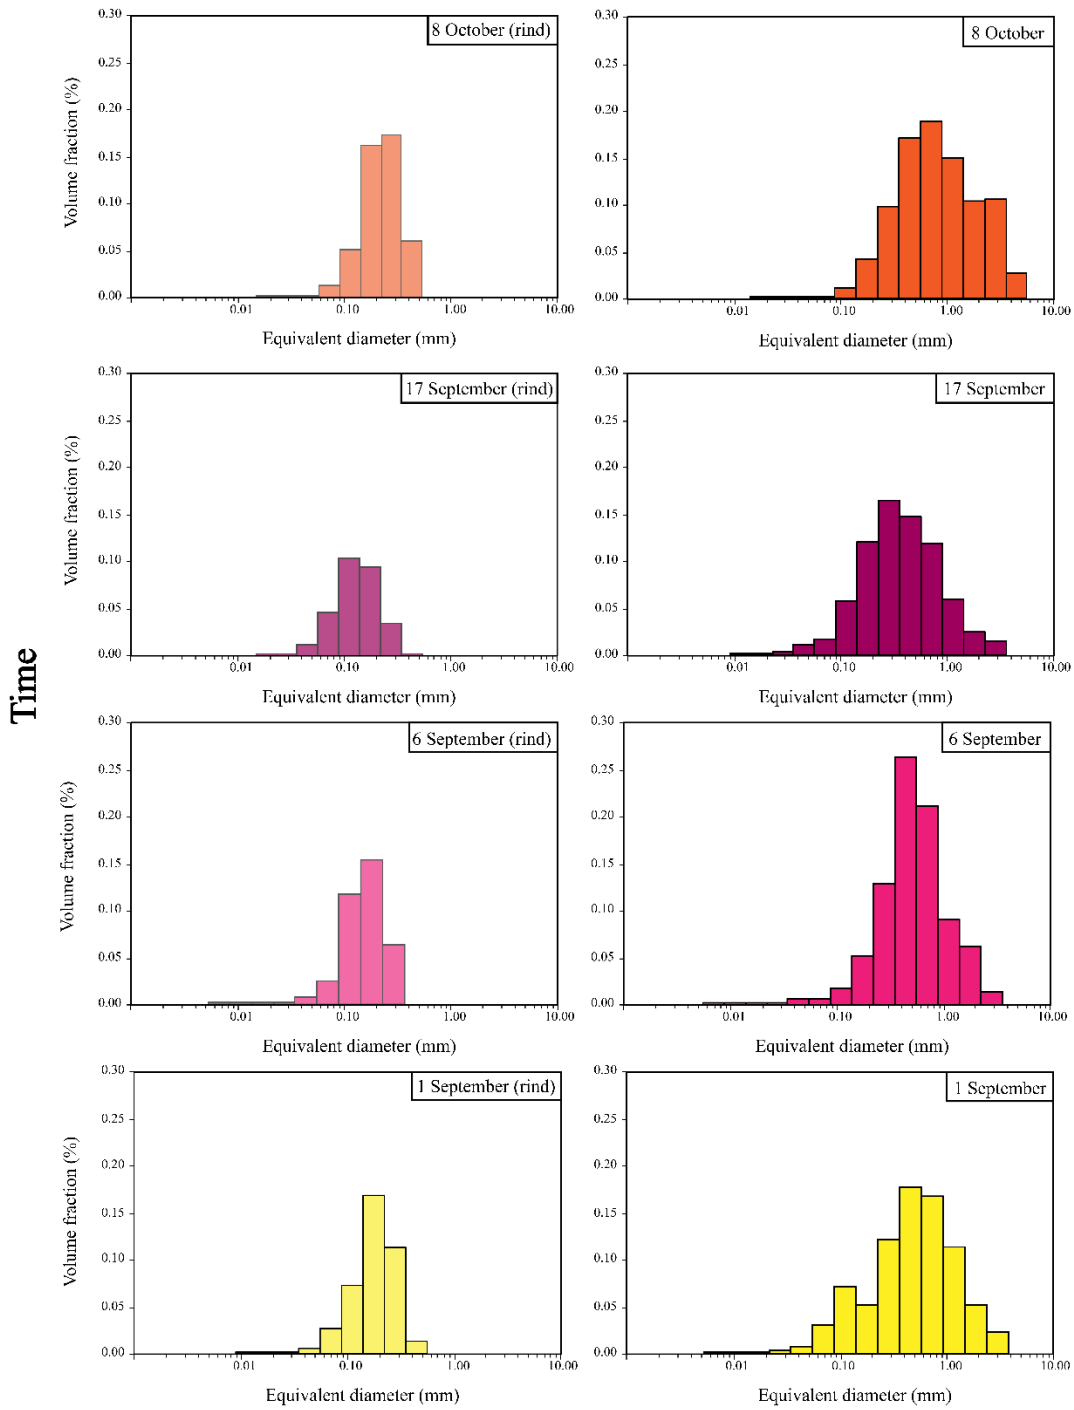 Time
8 October (rind)
Volume fraction (%)
0.30
0.25
0.20
0.15
0.10
0.05
0.00
0.01 0.10 1.00 10.00
Equivalent diameter (mm)
8 October
0.30
0.25
0.20
0.15
0.10
0.05
0.00
0.01 0.10 1.00 10.00
Equivalent diameter (mm)
17 September (rind)
Volume fraction (%)
0.30
0.25
0.20
0.15
0.10
0.05
0.00
0.01 0.10 1.00 10.00
Equivalent diameter (mm)
17 September
0.30
0.25
0.20
0.15
0.10
0.05
0.00
0.01 0.10 1.00 10.00
Equivalent diameter (mm)
6 September (rind)
Volume fraction (%)
0.30
0.25
0.20
0.15
0.10
0.05
0.00
0.01 0.10 1.00 10.00
Equivalent diameter (mm)
6 September
0.30
0.25
0.20
0.15
0.10
0.05
0.00
0.01 0.10 1.00 10.00
Equivalent diameter (mm)
1 September (rind)
Volume fraction (%)
0.30
0.25
0.20
0.15
0.10
0.05
0.00
0.01 0.10 1.00 10.00
Equivalent diameter (mm)
1 September
0.30
0.25
0.20
0.15
0.10
0.05
0.00
0.01 0.10 1.00 10.00
Equivalent diameter (mm)